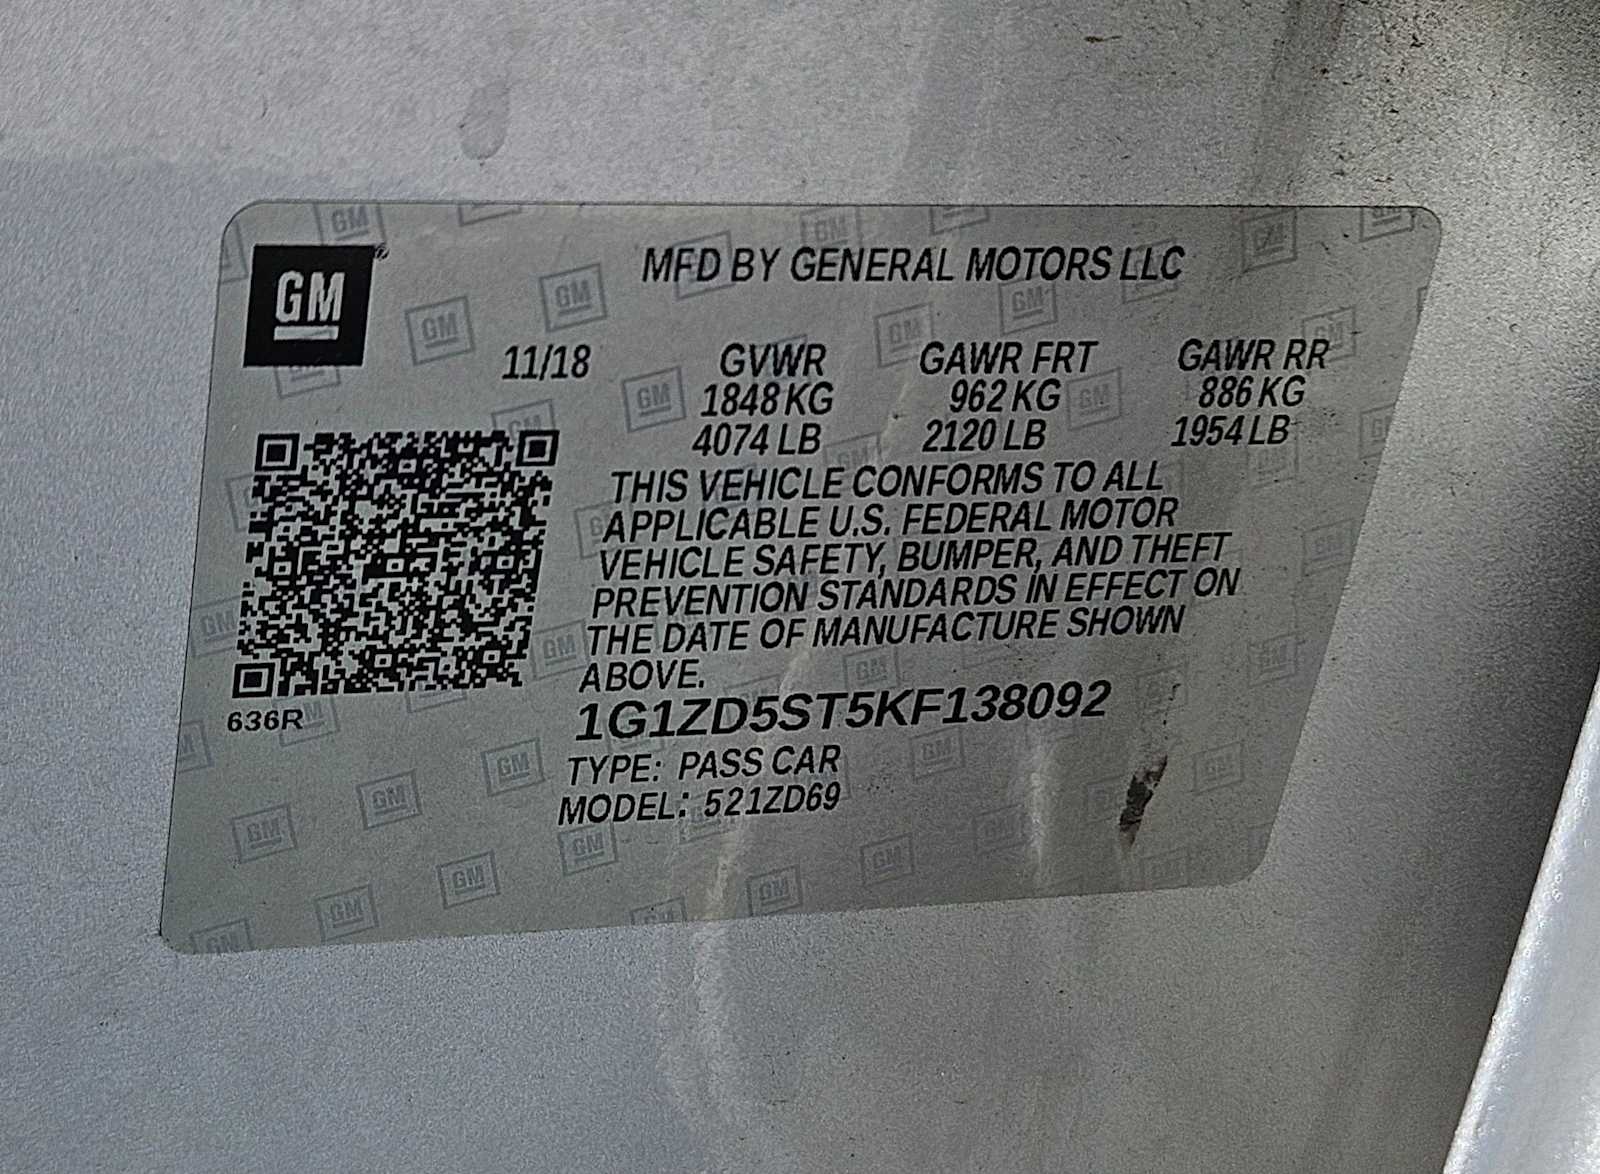 GM
MFD BY GENERAL MOTORS LLC
11/18 GVWR GAWR FRT GAWR RR
1848 KG 962 KG 886 KG
4074 LB 2120 LB 1954 LB
THIS VEHICLE CONFORMS TO ALL
APPLICABLE U.S. FEDERAL MOTOR
VEHICLE SAFETY, BUMPER, AND THEFT
PREVENTION STANDARDS IN EFFECT ON
THE DATE OF MANUFACTURE SHOWN
ABOVE.
636R
1G1ZD5ST5KF138092
TYPE: PASS CAR
MODEL: 521ZD69